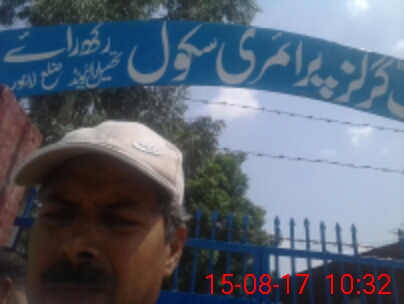 گرلز پرائمری سکول رکھ رائے
تحصیل رائیونڈ ضلع لاہور
15-08-17 10:32